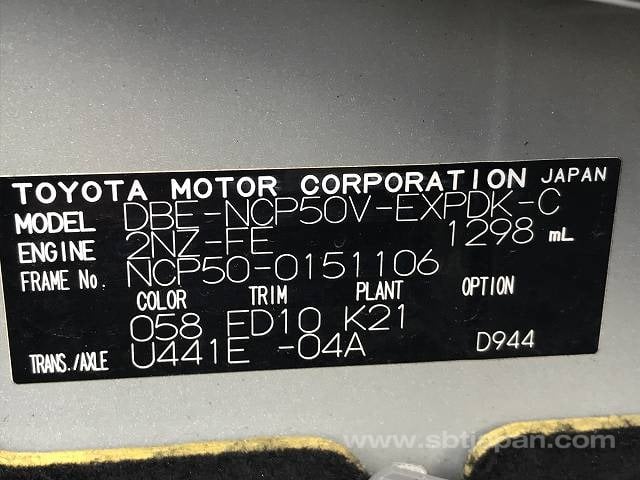 TOYOTA MOTOR CORPORATION JAPAN
MODEL DBE-NCP50V-EXPDK-C
ENGINE 2NZ-FE 1298 mL
FRAME No. NCP50-0151106
COLOR TRIM PLANT OPTION
058 FD10 K21
TRANS./AXLE U441E -04A D944
www.sbtjapan.com